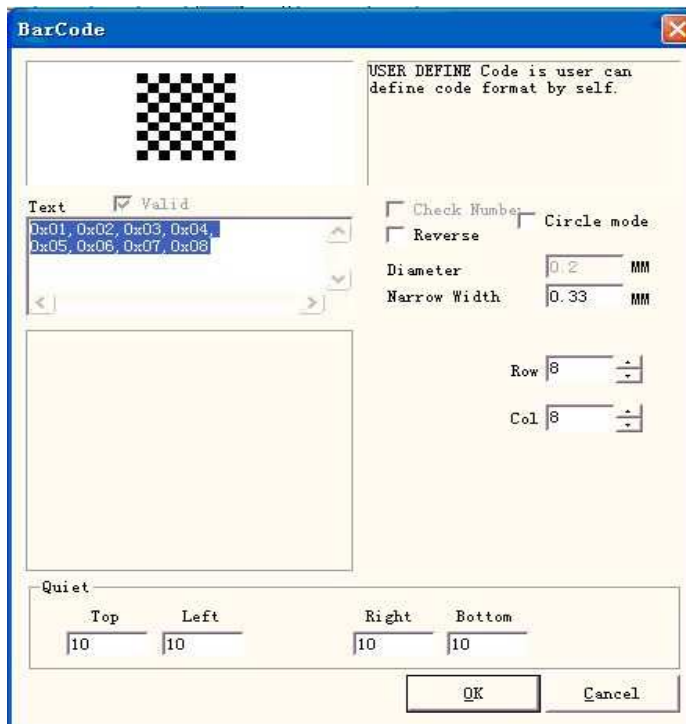 BarCode
USER DEFINE Code is user can
define code format by self.
Text
Valid
0x01, 0x02, 0x03, 0x04,
0x05, 0x06, 0x07, 0x08
Check Number
Circle mode
Reverse
Diameter
0.2
MM
Narrow Width
0.33
MM
Row
8
Col
8
Quiet
Top
Left
Right
Bottom
10
10
10
10
OK
Cancel